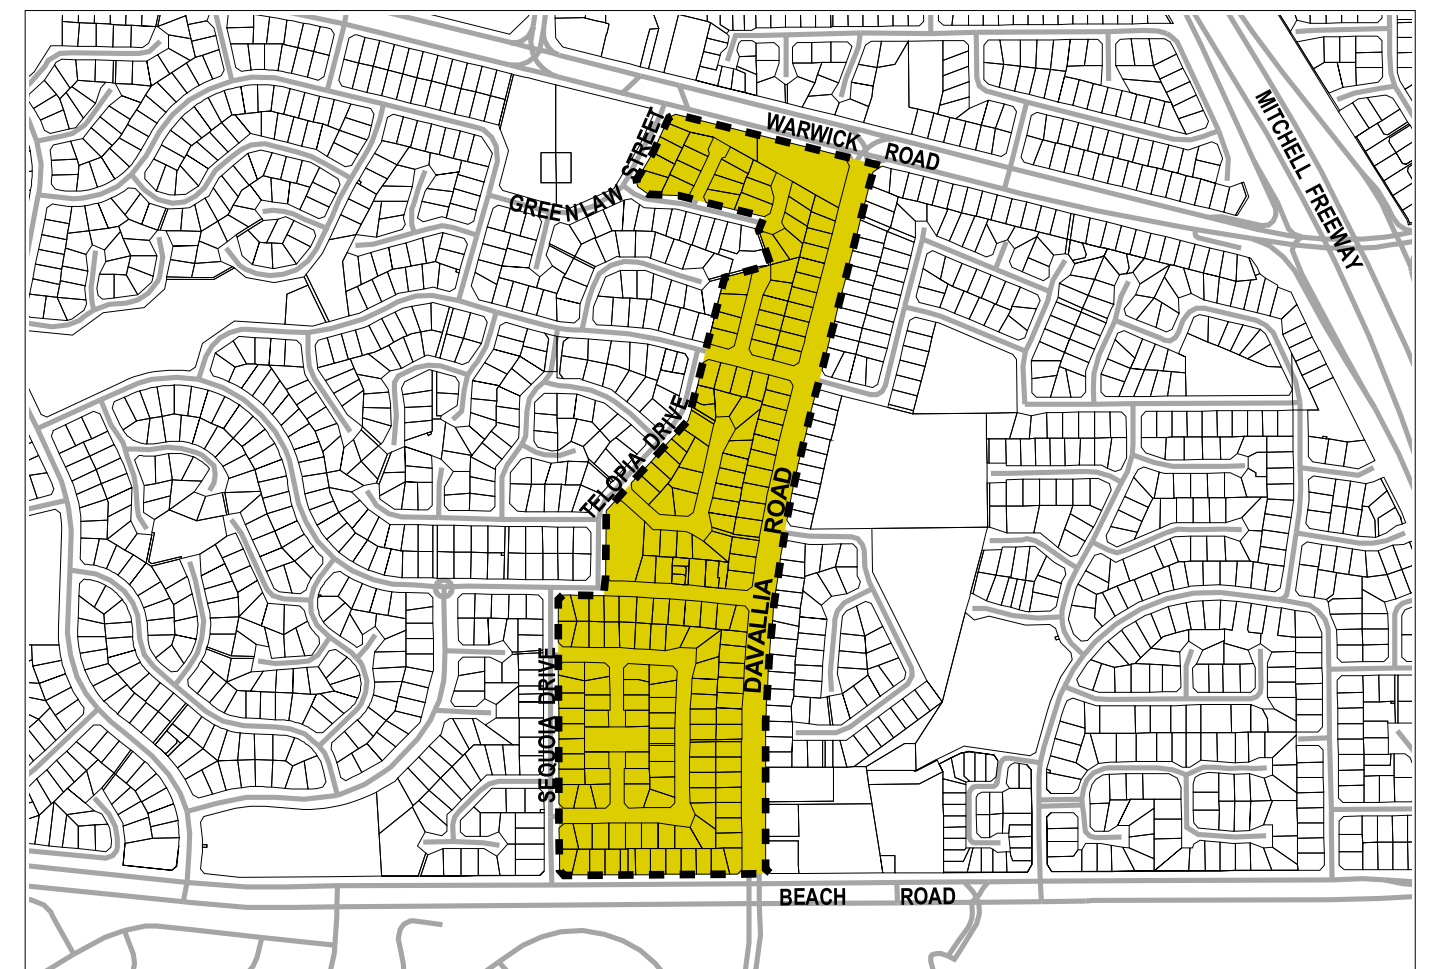 WARWICK ROAD
MITCHELL FREEWAY
GREENLAW STREET
TELOPIA DRIVE
DAVALLIA ROAD
SEQUOIA DRIVE
BEACH ROAD